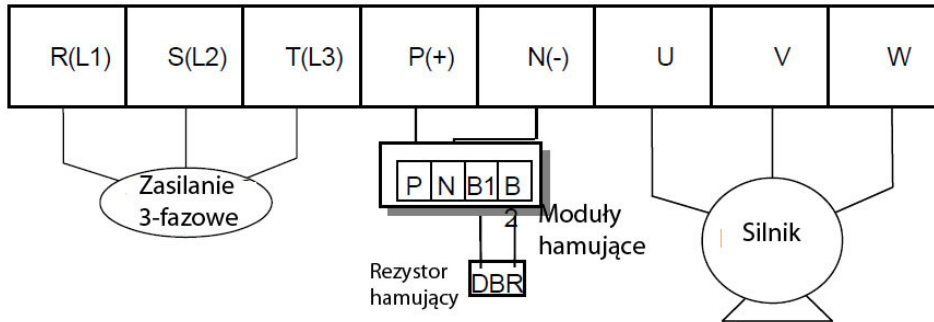 R(L1) S(L2) T(L3) P(+) N(-) U V W
Zasilanie
3-fazowe
P N B1 B
2
Moduły
hamujące
Rezystor
hamujący
DBR
Silnik